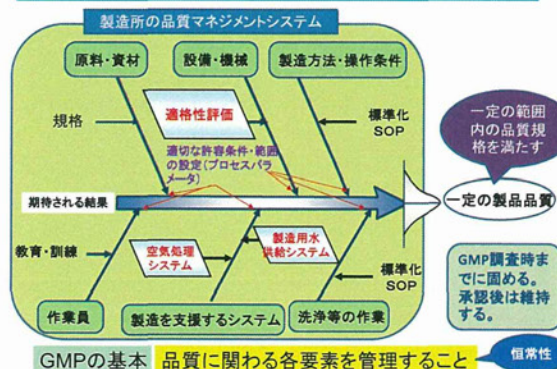 製造所の品質マネジメントシステム
原料・資材
設備・機械
製造方法・操作条件
規格
適格性評価
標準化
SOP
適切な許容条件・範囲
の設定(プロセスパラ
メータ)
一定の範囲
内の品質規
格を満たす
期待される結果
一定の製品品質
教育・訓練
空気処理
システム
製造用水
供給システム
標準化
SOP
GMP調査時ま
でに固める。
承認後は維持
する。
作業員
製造を支援するシステム
洗浄等の作業
GMPの基本 品質に関わる各要素を管理すること
恒常性